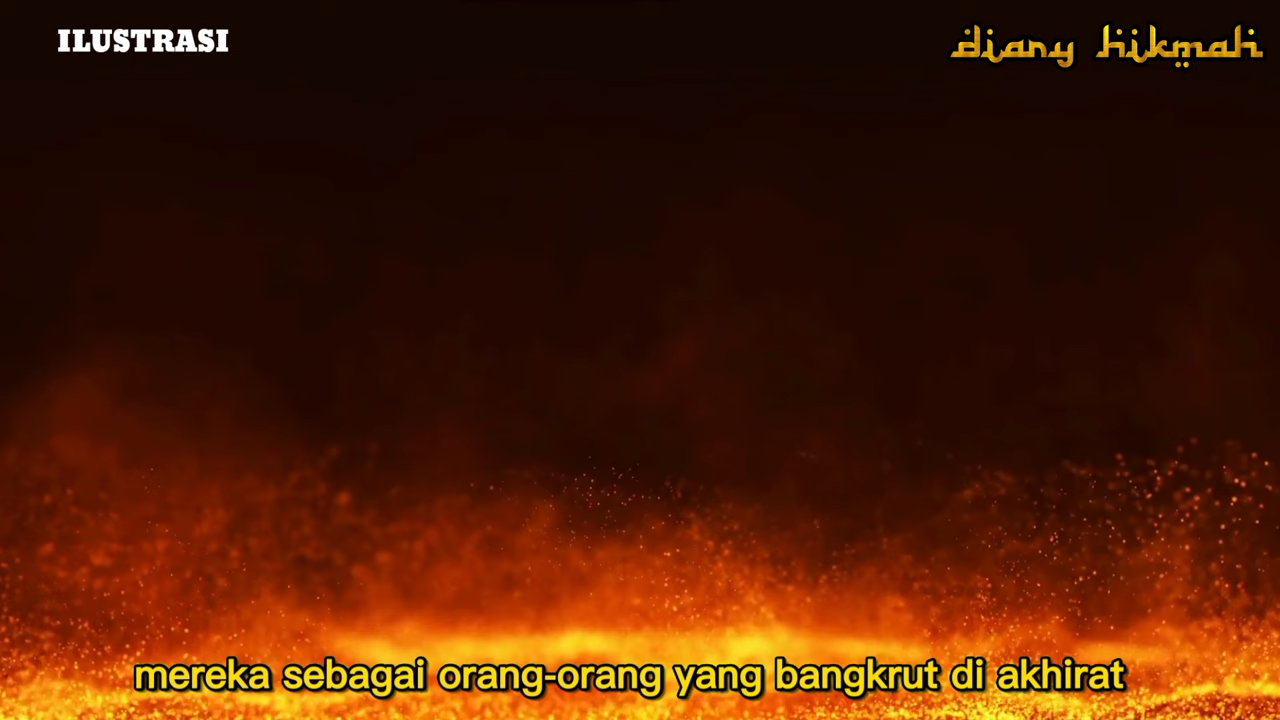 ILUSTRASI
diary hikmah
mereka sebagai orang-orang yang bangkrut di akhirat